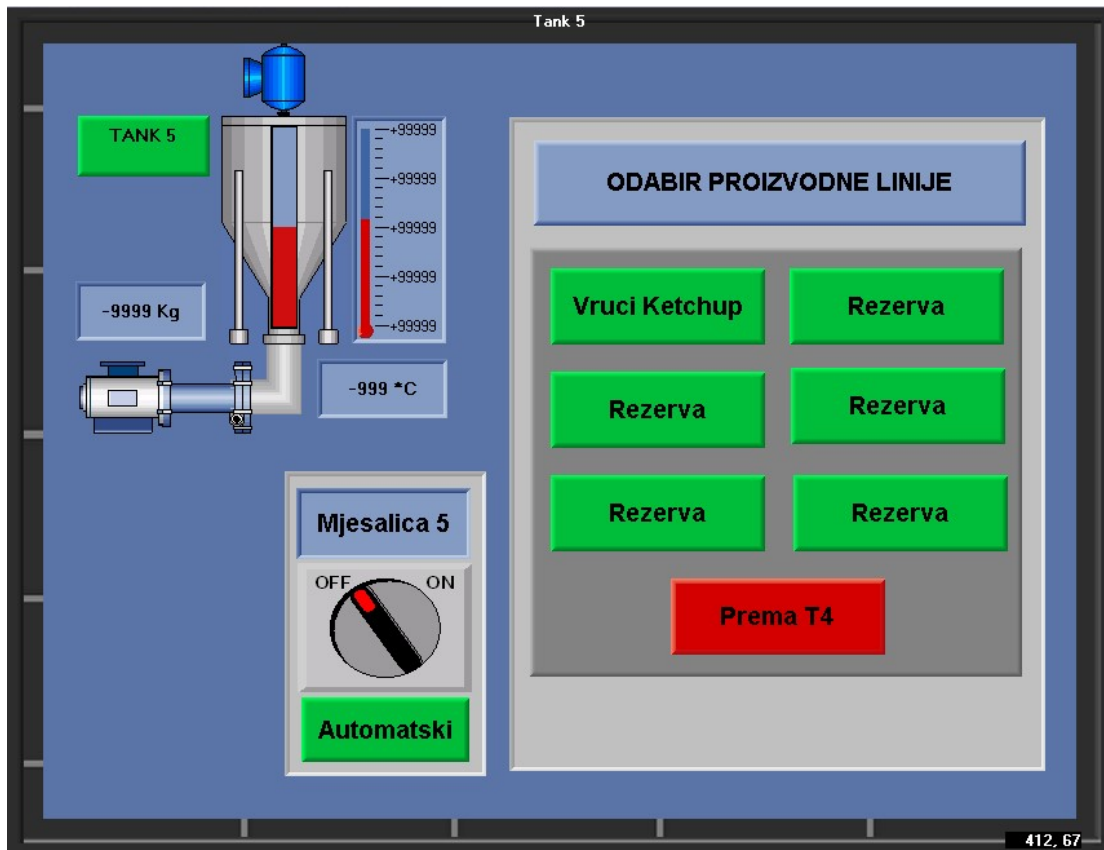 Tank 5
TANK 5
+99999
+99999
+99999
+99999
+99999
-9999 Kg
-999 *C
ODABIR PROIZVODNE LINIJE
Vruci Ketchup
Rezerva
Rezerva
Rezerva
Rezerva
Rezerva
Prema T4
Mjesalica 5
OFF
ON
Automatski
412, 67